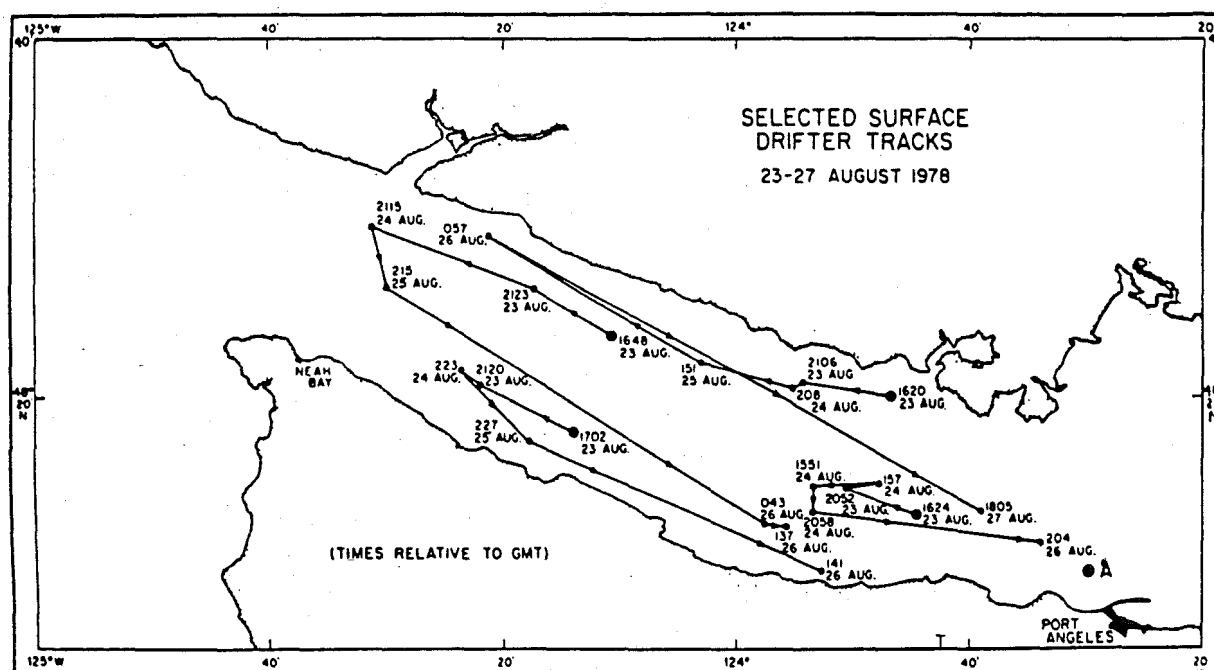 125°W
40'
20'
124°
40'
20
40
SELECTED SURFACE
DRIFTER TRACKS
23-27 AUGUST 1978
2115
24 AUG.
057
26 AUG.
215
25 AUG.
2123
23 AUG.
1648
23 AUG.
151
25 AUG.
2106
23 AUG
208
24 AUG.
1620
23 AUG.
NEAH
BAY
223
24 AUG.
2120
23 AUG.
48°
20
N
227
25 AUG.
1702
23 AUG.
1551
24 AUG.
157
24 AUG.
2052
23 AUG.
1624
23 AUG.
1805
27 AUG.
043
26 AUG.
2058
24 AUG.
137
26 AUG.
204
26 AUG.
(TIMES RELATIVE TO GMT)
141
26 AUG.
PORT
ANGELES
125°W
40'
20'
124°
40'
20